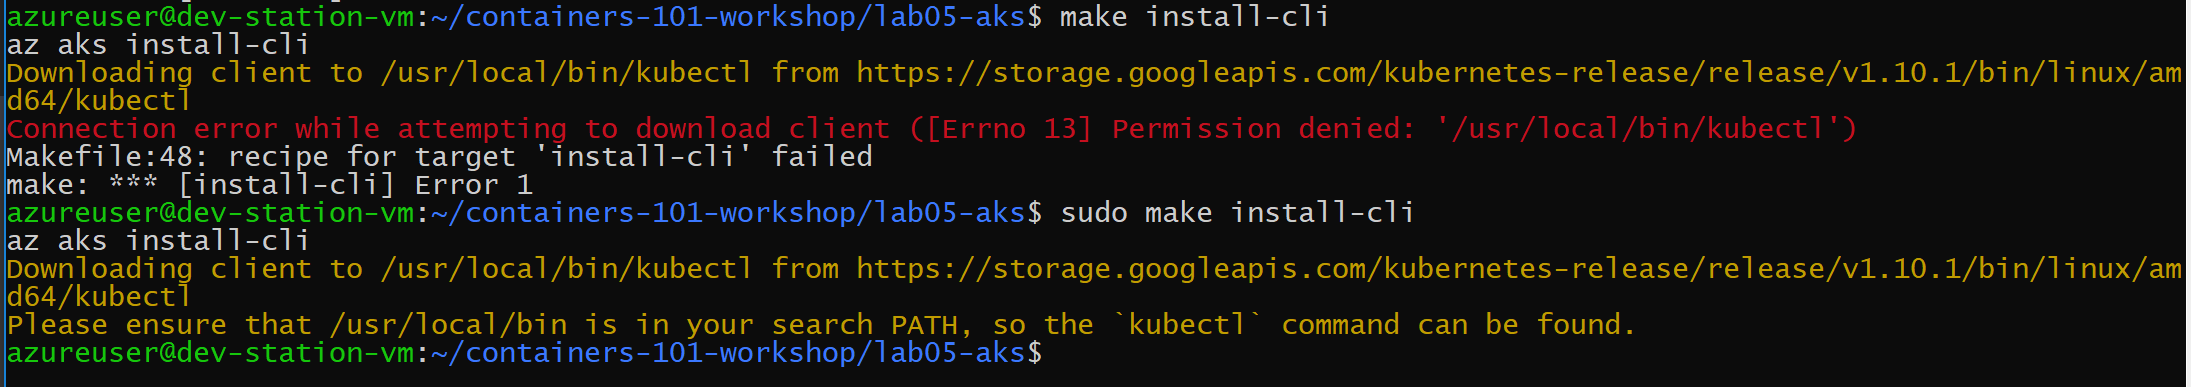 azureuser@dev-station-vm:~/containers-101-workshop/lab05-aks$ make install-cli
az aks install-cli
Downloading client to /usr/local/bin/kubectl from https://storage.googleapis.com/kubernetes-release/release/v1.10.1/bin/linux/am
d64/kubectl
Connection error while attempting to download client ([Errno 13] Permission denied: '/usr/local/bin/kubectl')
Makefile:48: recipe for target 'install-cli' failed
make: *** [install-cli] Error 1
azureuser@dev-station-vm:~/containers-101-workshop/lab05-aks$ sudo make install-cli
az aks install-cli
Downloading client to /usr/local/bin/kubectl from https://storage.googleapis.com/kubernetes-release/release/v1.10.1/bin/linux/am
d64/kubectl
Please ensure that /usr/local/bin is in your search PATH, so the `kubectl` command can be found.
azureuser@dev-station-vm:~/containers-101-workshop/lab05-aks$